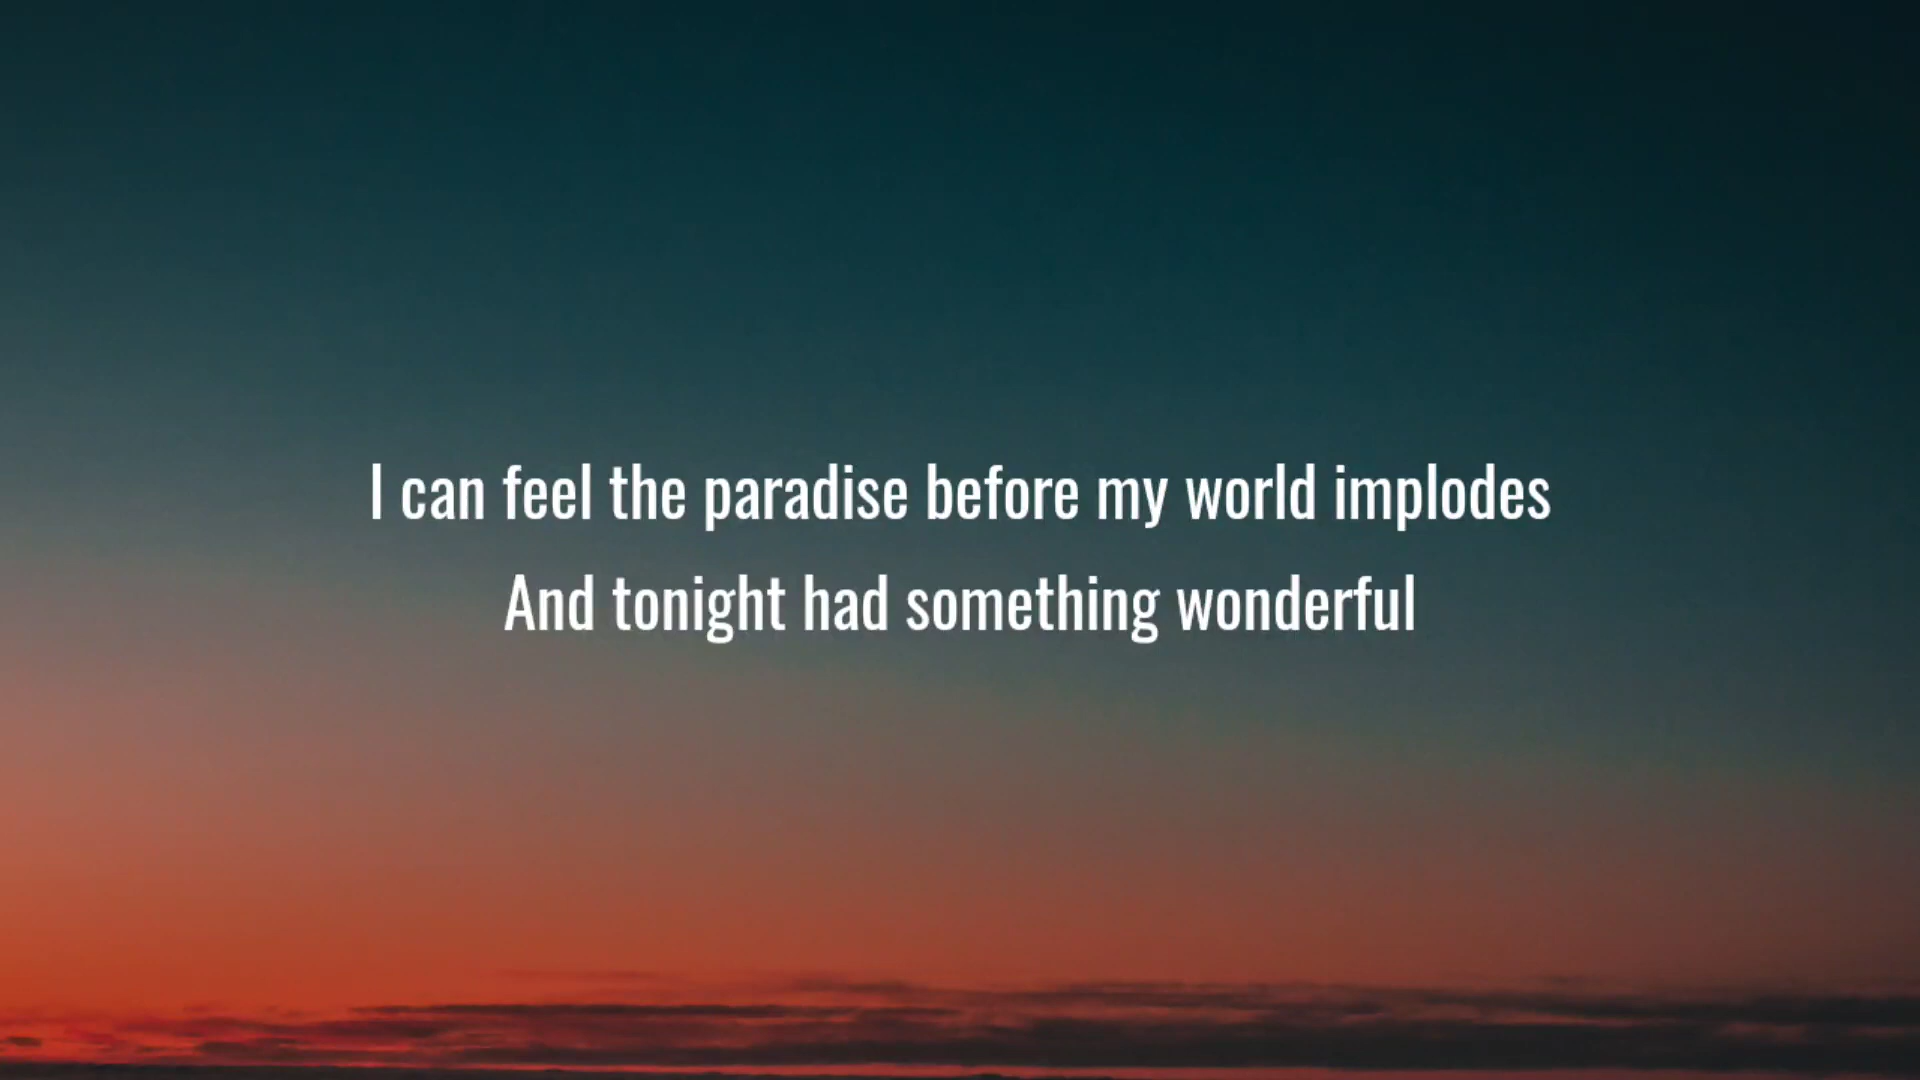 I can feel the paradise before my world implodes
And tonight had something wonderful